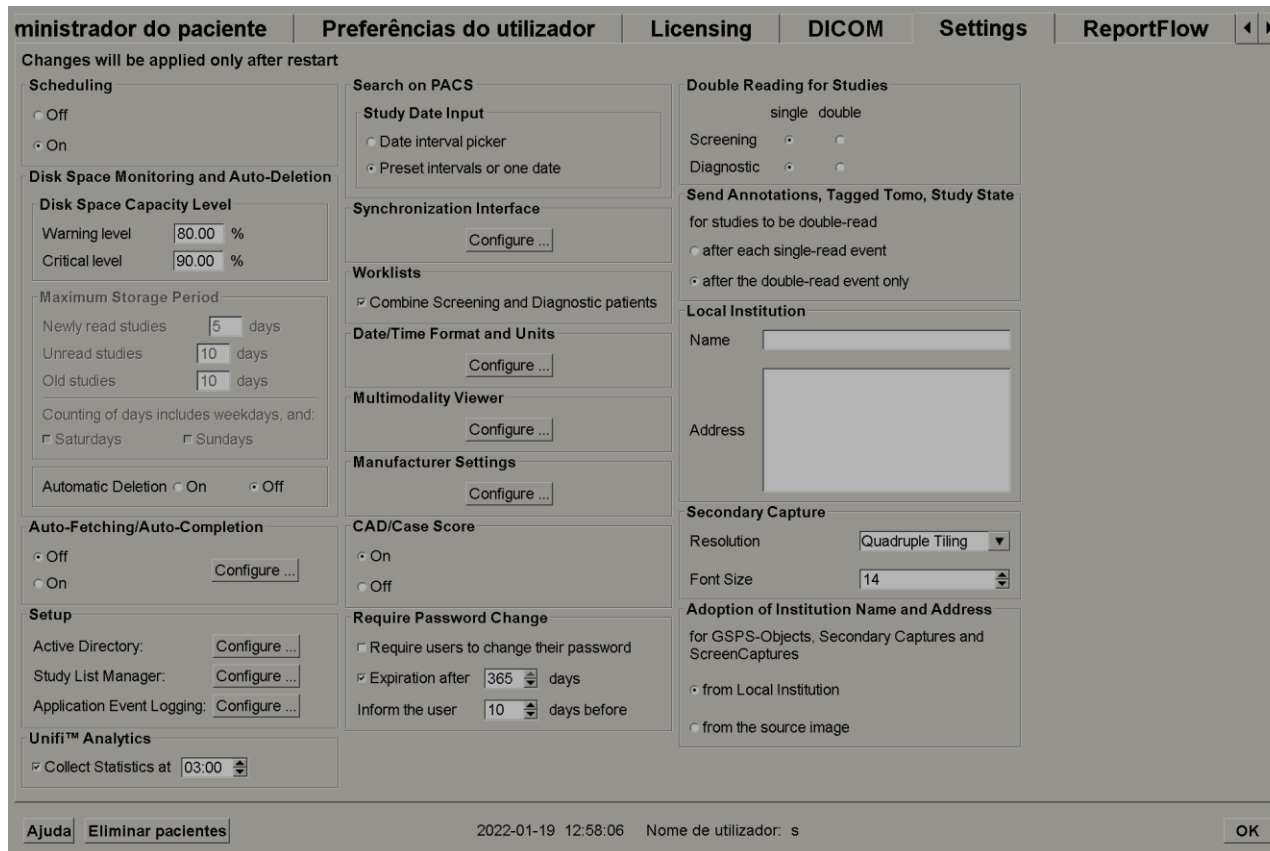 ministrador do paciente
Preferências do utilizador
Licensing
DICOM
Settings
ReportFlow
Changes will be applied only after restart
Scheduling
Off
On
Disk Space Monitoring and Auto-Deletion
Disk Space Capacity Level
Warning level 80.00 %
Critical level 90.00 %
Maximum Storage Period
Newly read studies 5 days
Unread studies 10 days
Old studies 10 days
Counting of days includes weekdays, and:
Saturdays Sundays
Automatic Deletion On Off
Auto-Fetching/Auto-Completion
Off
On
Configure ...
Setup
Active Directory: Configure ...
Study List Manager: Configure ...
Application Event Logging: Configure ...
Unifi™ Analytics
Collect Statistics at 03:00
Search on PACS
Study Date Input
Date interval picker
Preset intervals or one date
Synchronization Interface
Configure ...
Worklists
Combine Screening and Diagnostic patients
Date/Time Format and Units
Configure ...
Multimodality Viewer
Configure ...
Manufacturer Settings
Configure ...
CAD/Case Score
On
Off
Require Password Change
Require users to change their password
Expiration after 365 days
Inform the user 10 days before
Double Reading for Studies
single double
Screening
Diagnostic
Send Annotations, Tagged Tomo, Study State
for studies to be double-read
after each single-read event
after the double-read event only
Local Institution
Name
Address
Secondary Capture
Resolution Quadruple Tiling
Font Size 14
Adoption of Institution Name and Address
for GSPS-Objects, Secondary Captures and
ScreenCaptures
from Local Institution
from the source image
Ajuda
Eliminar pacientes
2022-01-19 12:58:06 Nome de utilizador: s
OK